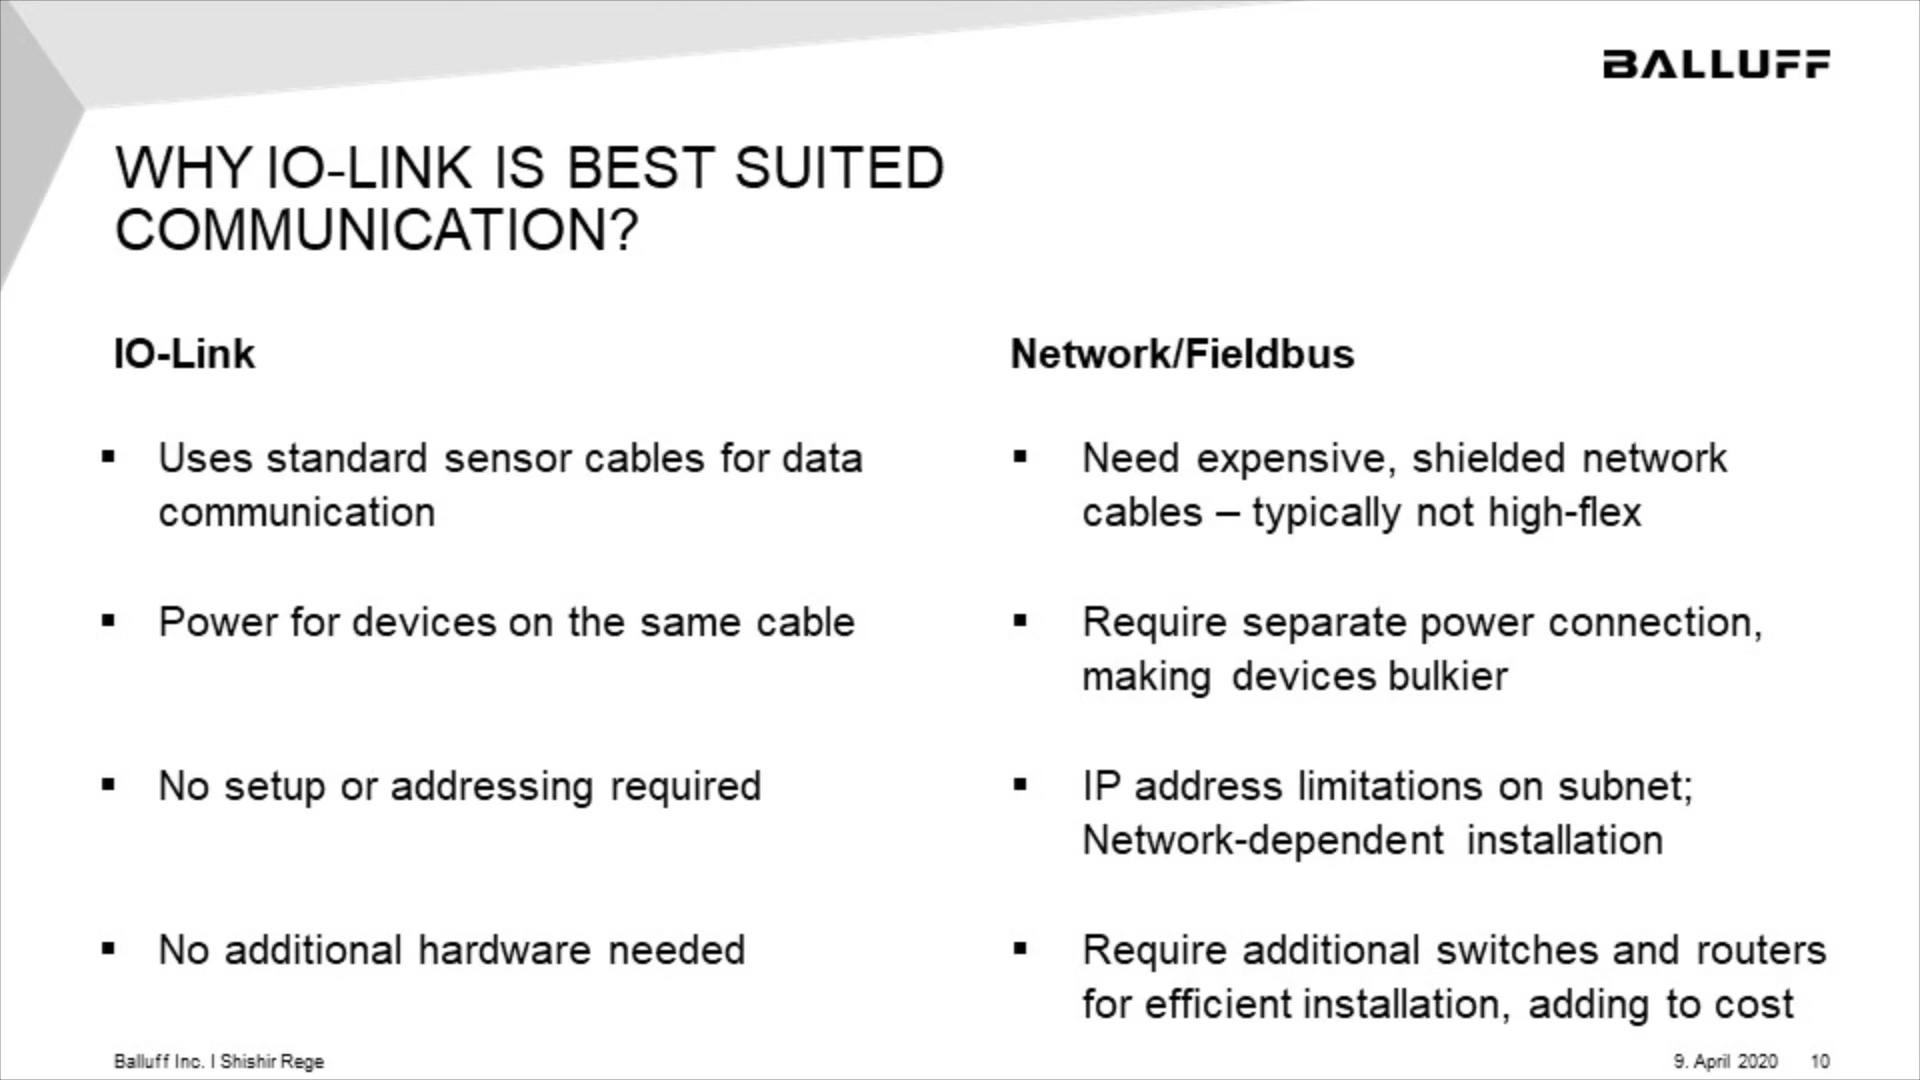 BALLUFF
WHY IO-LINK IS BEST SUITED
COMMUNICATION?
IO-Link
▪ Uses standard sensor cables for data
communication
▪ Power for devices on the same cable
▪ No setup or addressing required
▪ No additional hardware needed
Network/Fieldbus
▪ Need expensive, shielded network
cables – typically not high-flex
▪ Require separate power connection,
making devices bulkier
▪ IP address limitations on subnet;
Network-dependent installation
▪ Require additional switches and routers
for efficient installation, adding to cost
Balluff Inc. I Shishir Rege
9. April 2020 10